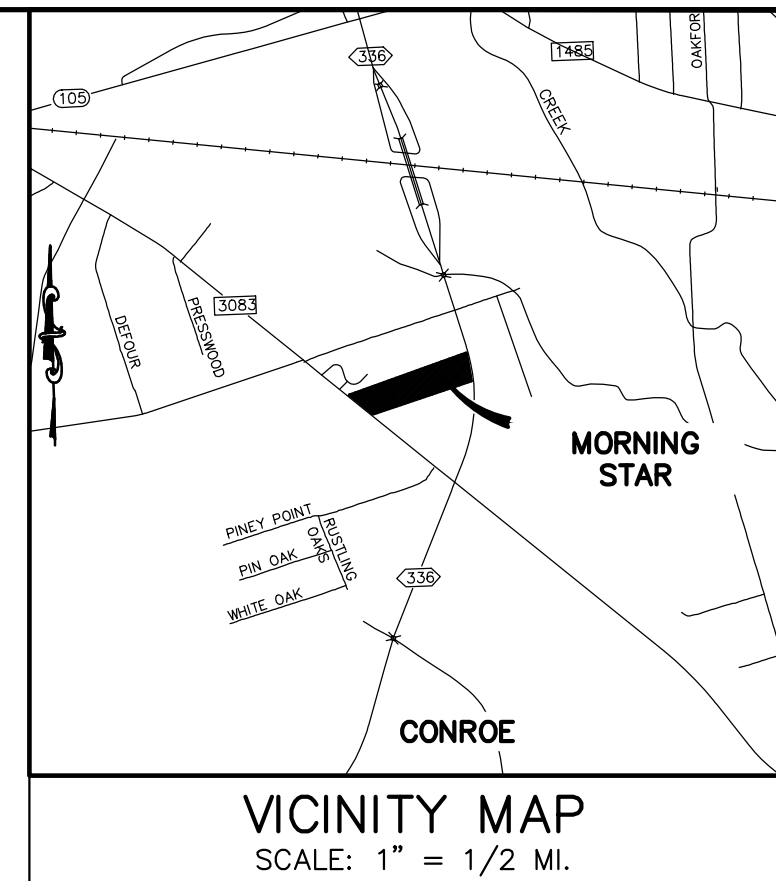 336
1485
OAKFOR
105
CREEK
3083
PRESSWOOD
DEFOUR
MORNING
STAR
PINEY POINT
RUSTLING
OAKS
PIN OAK
WHITE OAK
336
CONROE
VICINITY MAP
SCALE: 1" = 1/2 MI.